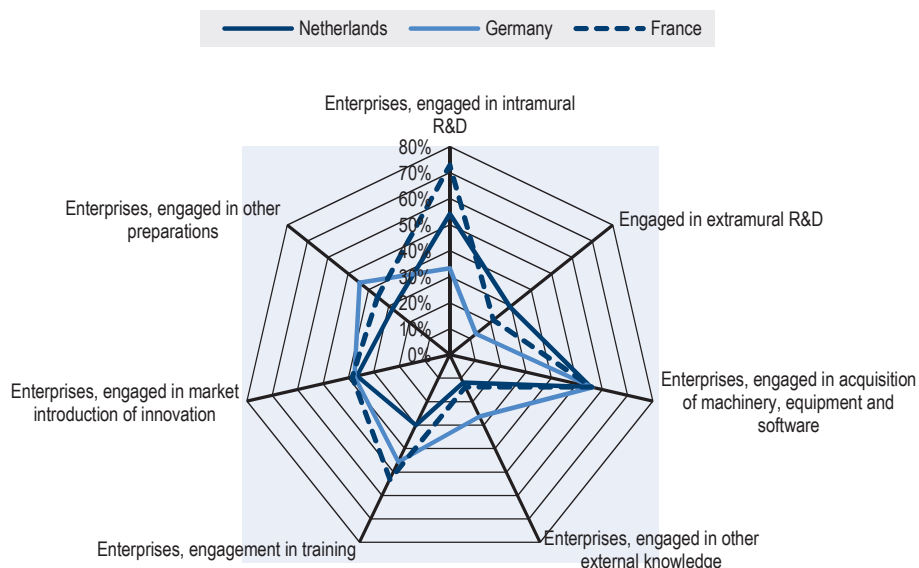 Netherlands
Germany
France
Enterprises, engaged in intramural
R&D
80%
70%
60%
50%
40%
30%
20%
10%
0%
Engaged in extramural R&D
Enterprises, engaged in acquisition
of machinery, equipment and
software
Enterprises, engaged in other
external knowledge
Enterprises, engagement in training
Enterprises, engaged in market
introduction of innovation
Enterprises, engaged in other
preparations